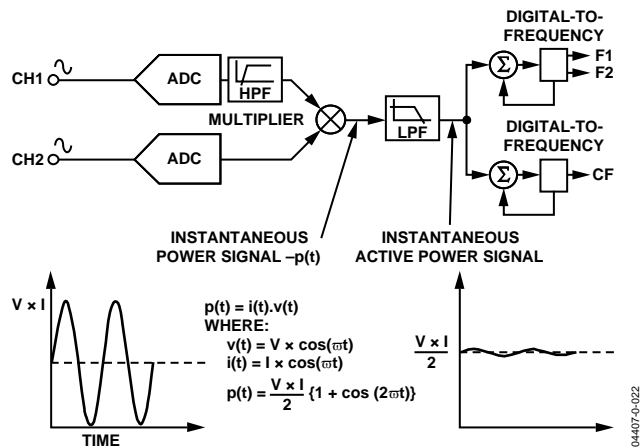 DIGITAL-TO-
FREQUENCY
CH1
ADC
HPF
Σ
F1
F2
MULTIPLIER
LPF
CH2
ADC
DIGITAL-TO-
FREQUENCY
Σ
CF
INSTANTANEOUS
POWER SIGNAL –p(t)
INSTANTANEOUS
ACTIVE POWER SIGNAL
V × I
TIME
p(t) = i(t).v(t)
WHERE:
v(t) = V × cos(ϖt)
i(t) = I × cos(ϖt)
p(t) = V × I / 2 {1 + cos (2ϖt)}
V × I
2
04407-0-022